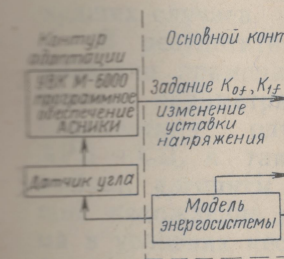 Контур
адаптации
Основной конт
УВК М-6000
программное
обеспечение
АСНИКИ
Задание K₀f, K₁f
изменение
уставки
напряжения
Датчик угла
Модель
энергосистемы